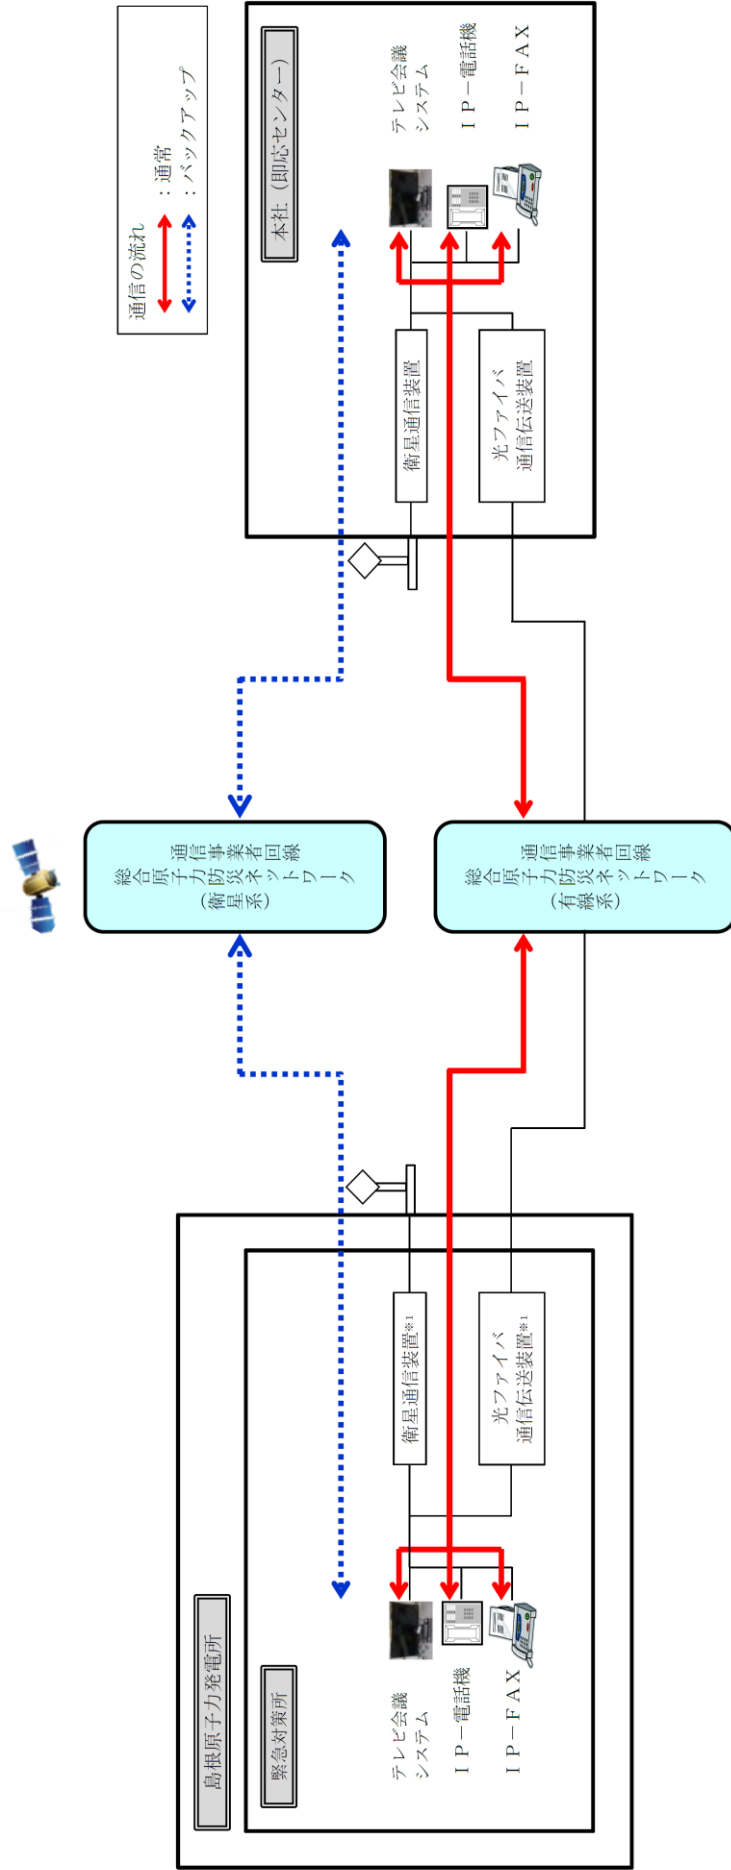 通信の流れ
：通常
：バックアップ
島根原子力発電所
緊急対策所
テレビ会議
システム
ＩＰ－電話機
ＩＰ－ＦＡＸ
衛星通信装置※1
光ファイバ
通信伝送装置※1
通信事業者回線
総合原子力防災ネットワーク
（衛星系）
通信事業者回線
総合原子力防災ネットワーク
（有線系）
本社（即応センター）
衛星通信装置
光ファイバ
通信伝送装置
テレビ会議
システム
ＩＰ－電話機
ＩＰ－ＦＡＸ